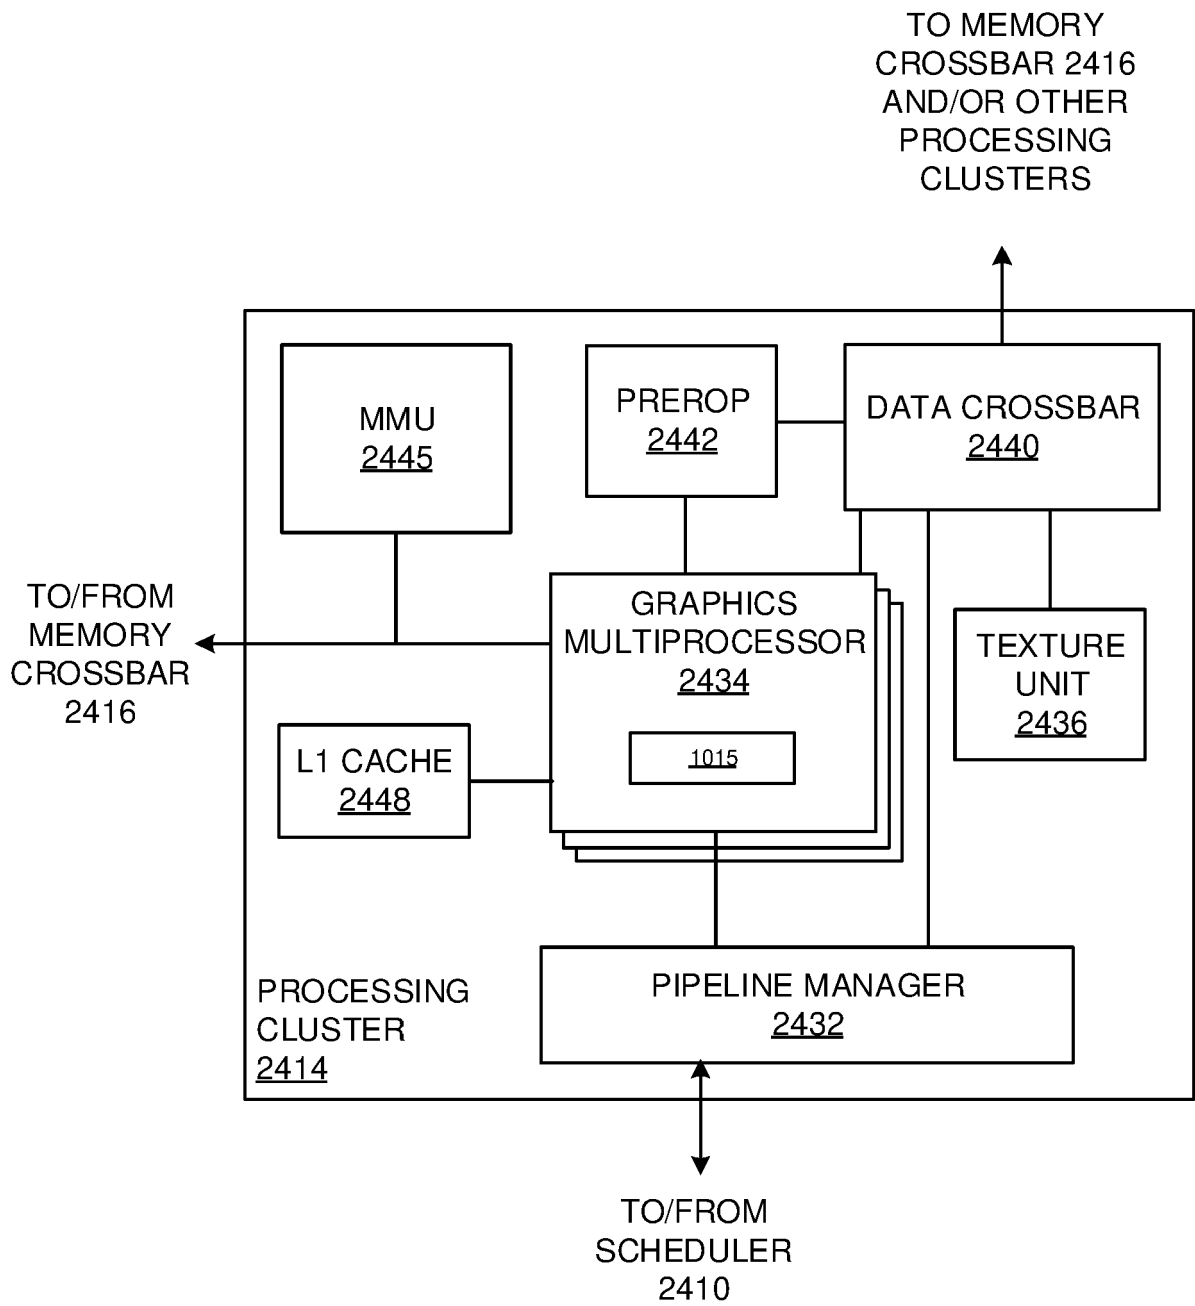 TO MEMORY
CROSSBAR 2416
AND/OR OTHER
PROCESSING
CLUSTERS
MMU
2445
PREROP
2442
DATA CROSSBAR
2440
TO/FROM
MEMORY
CROSSBAR
2416
GRAPHICS
MULTIPROCESSOR
2434
1015
TEXTURE
UNIT
2436
L1 CACHE
2448
PROCESSING
CLUSTER
2414
PIPELINE MANAGER
2432
TO/FROM
SCHEDULER
2410